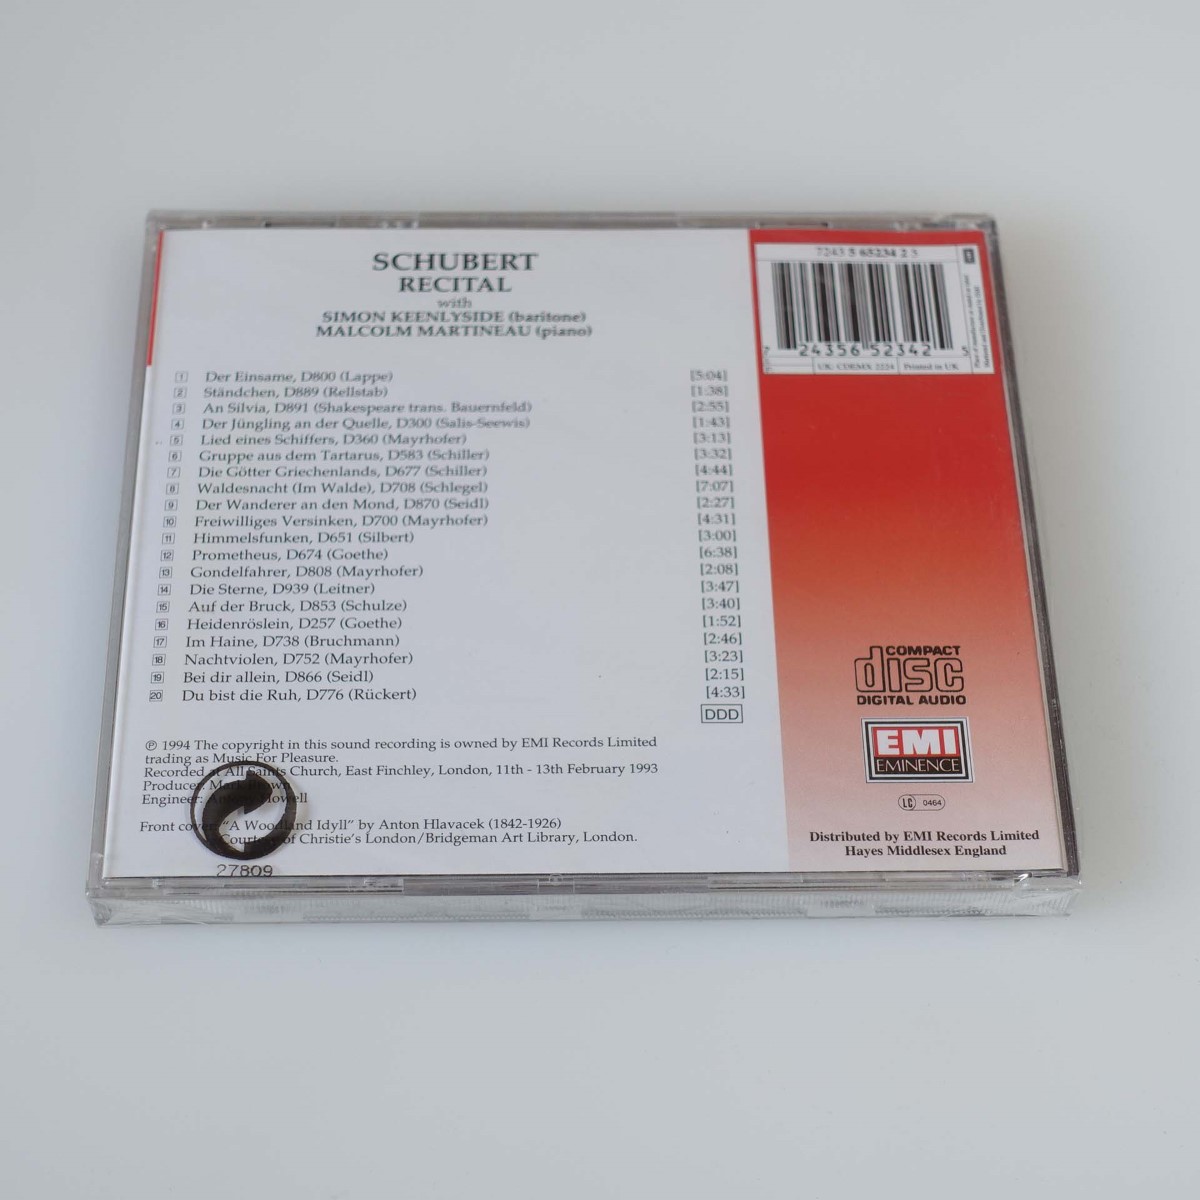 SCHUBERT
RECITAL
with
SIMON KEENLYSIDE (baritone)
MALCOLM MARTINEAU (piano)
1 Der Einsame, D800 (Lappe) [5:04]
2 Ständchen, D889 (Rellstab) [1:38]
3 An Silvia, D891 (Shakespeare trans. Bauernfeld) [2:55]
4 Der Jüngling an der Quelle, D300 (Salis-Seewis) [1:43]
5 Lied eines Schiffers, D360 (Mayrhofer) [3:13]
6 Gruppe aus dem Tartarus, D583 (Schiller) [3:32]
7 Die Götter Griechenlands, D677 (Schiller) [4:44]
8 Waldesnacht (Im Walde), D708 (Schlegel) [7:07]
9 Der Wanderer an den Mond, D870 (Seidl) [2:27]
10 Freiwilliges Versinken, D700 (Mayrhofer) [4:31]
11 Himmelsfunken, D651 (Silbert) [3:00]
12 Prometheus, D674 (Goethe) [6:38]
13 Gondelfahrer, D808 (Mayrhofer) [2:08]
14 Die Sterne, D939 (Leitner) [3:47]
15 Auf der Bruck, D853 (Schulze) [3:40]
16 Heidenröslein, D257 (Goethe) [1:52]
17 Im Haine, D738 (Bruchmann) [2:46]
18 Nachtviolen, D752 (Mayrhofer) [3:23]
19 Bei dir allein, D866 (Seidl) [2:15]
20 Du bist die Ruh, D776 (Rückert) [4:33]
DDD
℗ 1994 The copyright in this sound recording is owned by EMI Records Limited
trading as Music For Pleasure.
Recorded at All Saints Church, East Finchley, London, 11th - 13th February 1993
Producer: Mark Brown
Engineer: Howell
Front cover: "A Woodland Idyll" by Anton Hlavacek (1842-1926)
Courtesy of Christie's London/Bridgeman Art Library, London.
27809
7243 5 65234 2 5
7 24356 52342 5
UK: CDEMX 2224 Printed in UK
COMPACT
disc
DIGITAL AUDIO
EMI
EMINENCE
LC 0464
Distributed by EMI Records Limited
Hayes Middlesex England